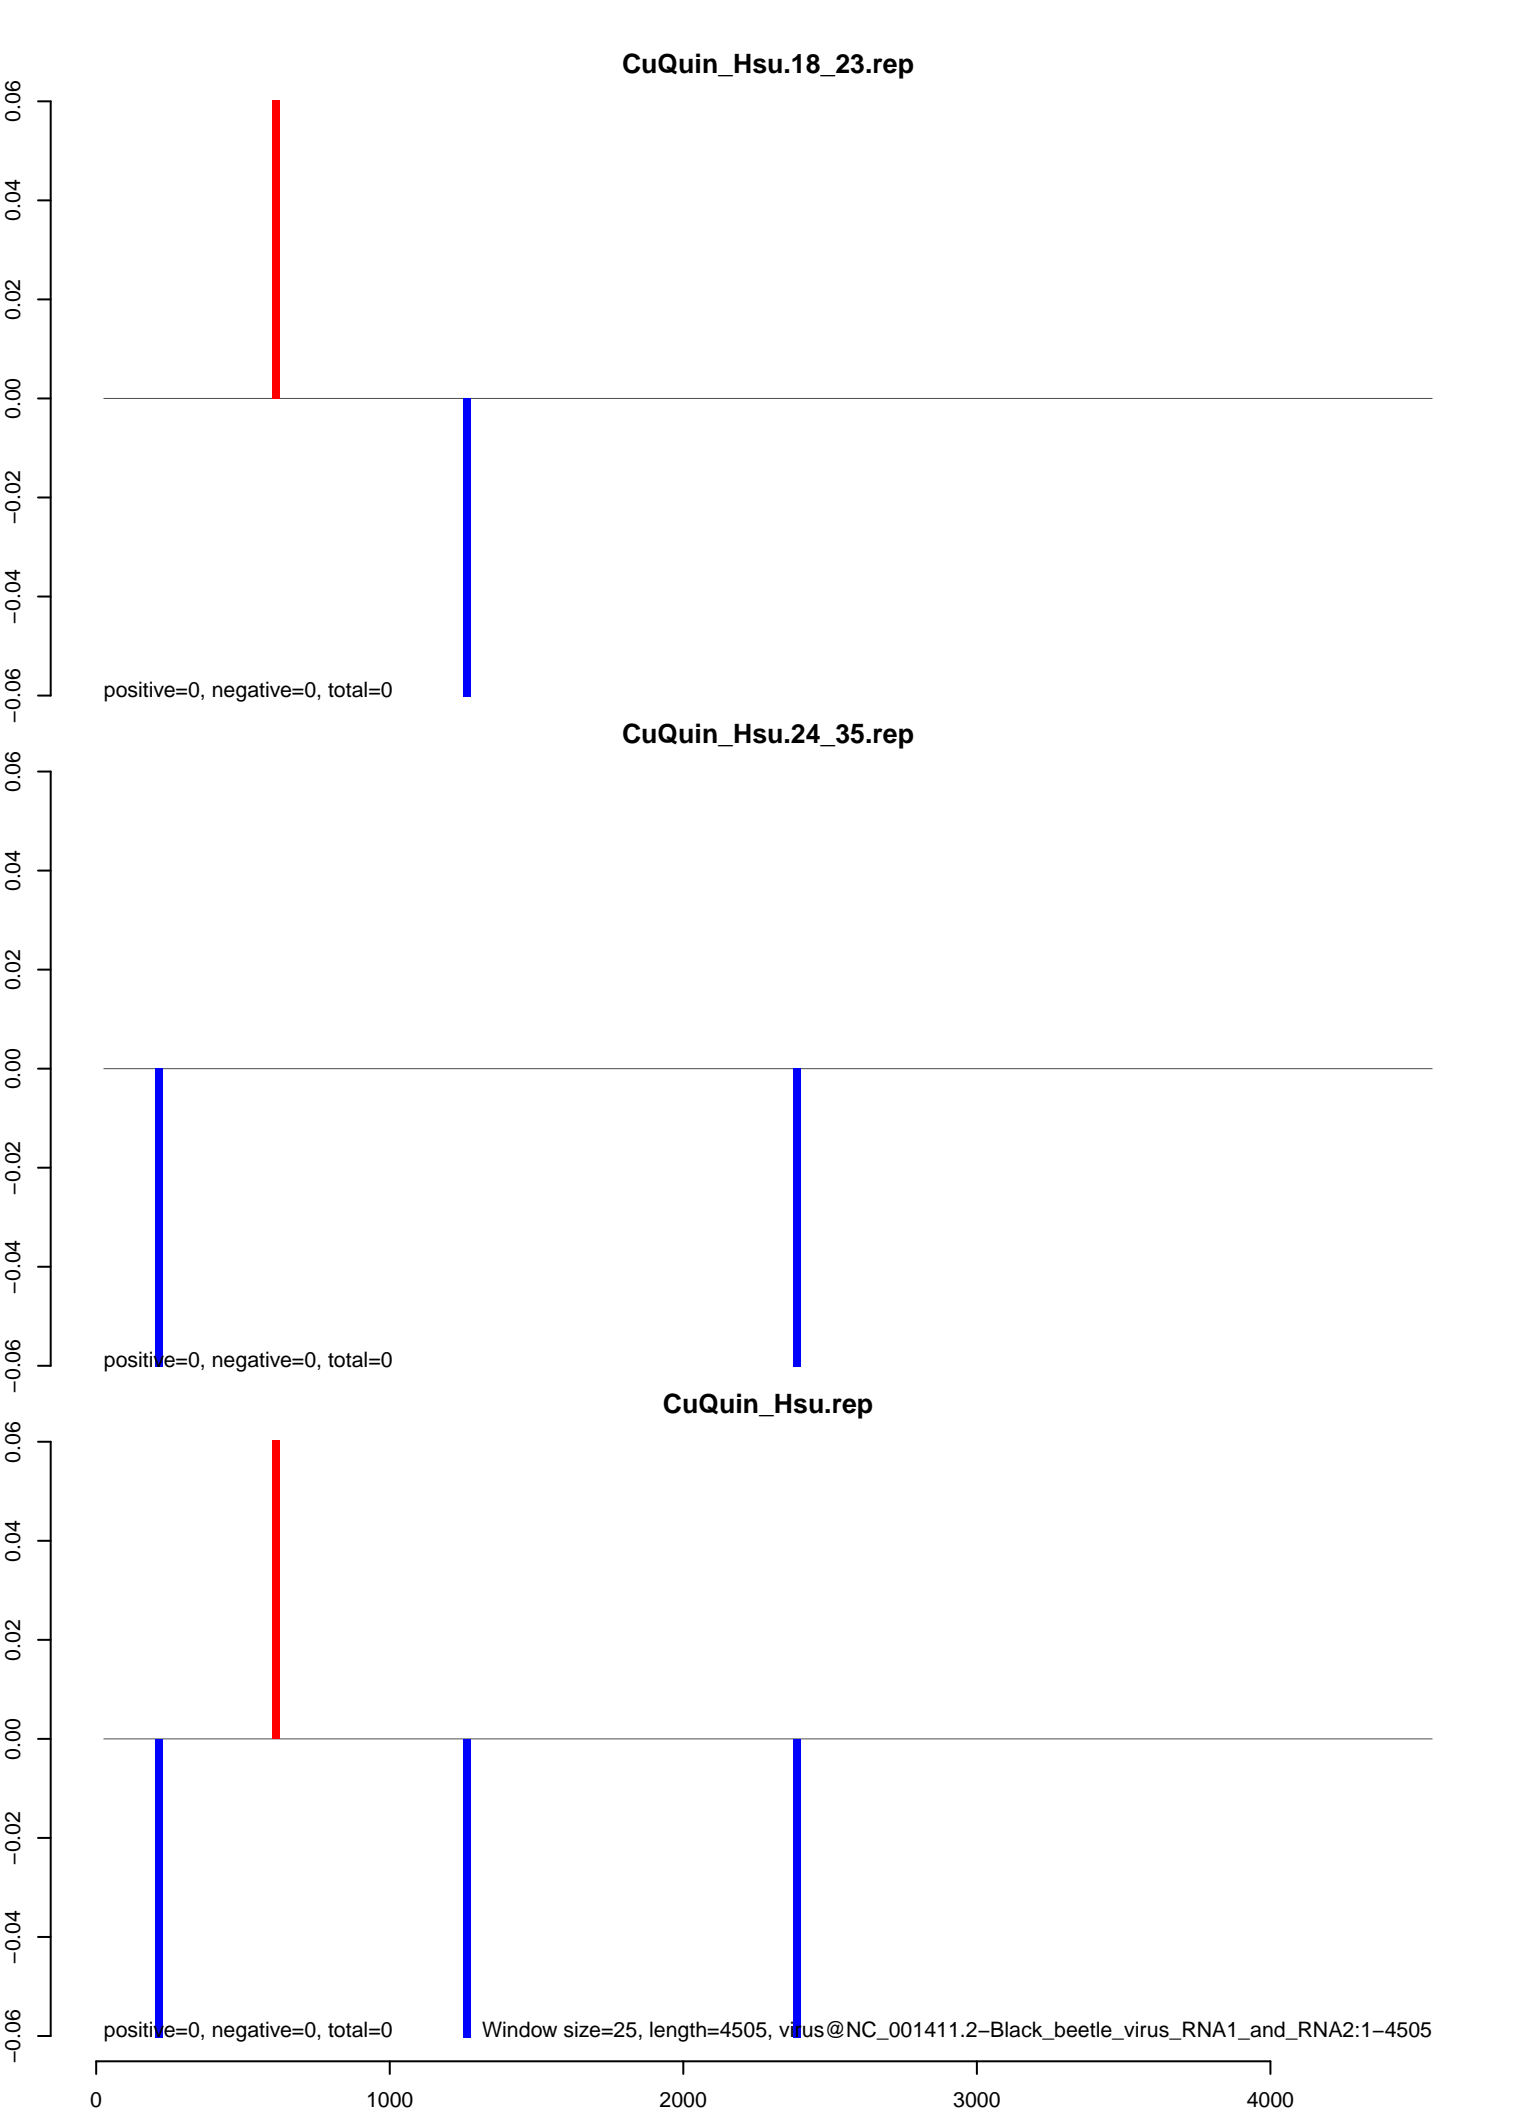 CuQuin_Hsu.18_23.rep
0.06
0.04
0.02
0.00
−0.02
−0.04
−0.06
positive=0, negative=0, total=0
CuQuin_Hsu.24_35.rep
0.06
0.04
0.02
0.00
−0.02
−0.04
−0.06
positive=0, negative=0, total=0
CuQuin_Hsu.rep
0.06
0.04
0.02
0.00
−0.02
−0.04
−0.06
positive=0, negative=0, total=0
Window size=25, length=4505, virus@NC_001411.2−Black_beetle_virus_RNA1_and_RNA2:1−4505
0 1000 2000 3000 4000